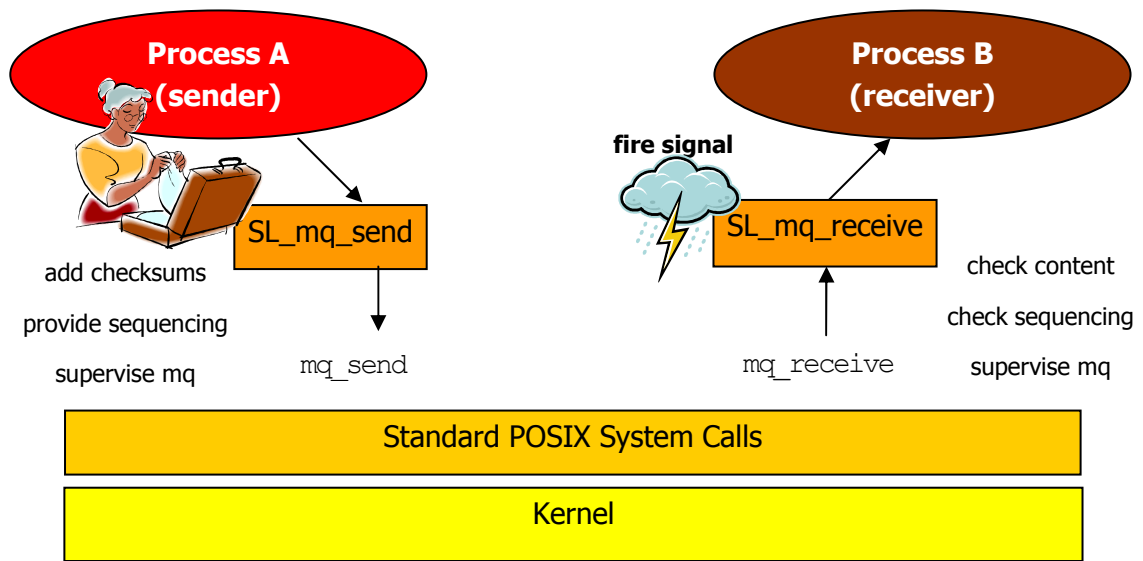 Process A
(sender)
Process B
(receiver)
fire signal
SL_mq_send
SL_mq_receive
add checksums
provide sequencing
supervise mq
mq_send
mq_receive
check content
check sequencing
supervise mq
Standard POSIX System Calls
Kernel